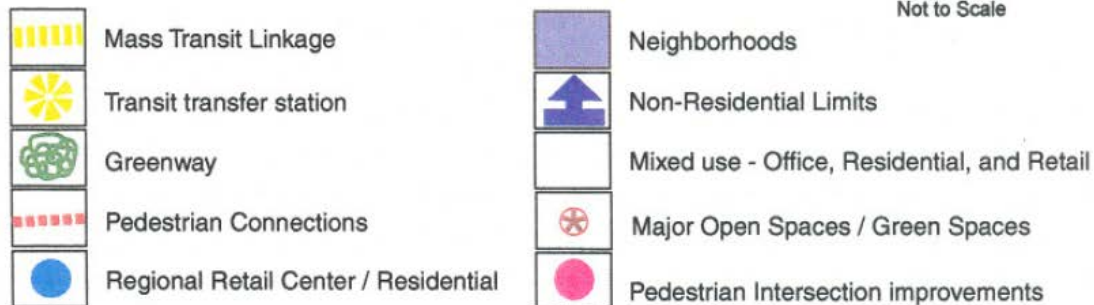 Not to Scale
Mass Transit Linkage
Transit transfer station
Greenway
Pedestrian Connections
Regional Retail Center / Residential
Neighborhoods
Non-Residential Limits
Mixed use - Office, Residential, and Retail
Major Open Spaces / Green Spaces
Pedestrian Intersection improvements